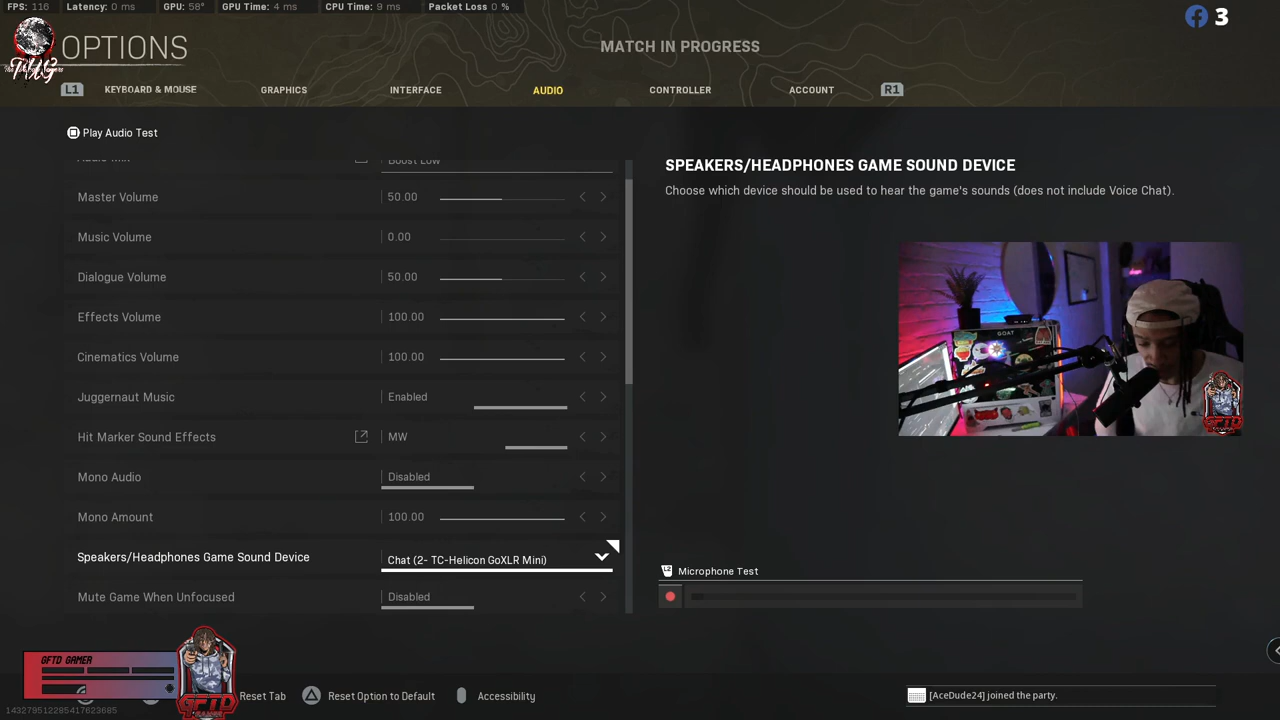 FPS: 116 Latency: 0 ms GPU: 58° GPU Time: 4 ms CPU Time: 9 ms Packet Loss 0 %
3
OPTIONS
MATCH IN PROGRESS
L1 KEYBOARD & MOUSE GRAPHICS INTERFACE AUDIO CONTROLLER ACCOUNT R1
Play Audio Test
Audio Mix Boost Low
Master Volume 50.00
Music Volume 0.00
Dialogue Volume 50.00
Effects Volume 100.00
Cinematics Volume 100.00
Juggernaut Music Enabled
Hit Marker Sound Effects MW
Mono Audio Disabled
Mono Amount 100.00
Speakers/Headphones Game Sound Device Chat (2- TC-Helicon GoXLR Mini)
Mute Game When Unfocused Disabled
SPEAKERS/HEADPHONES GAME SOUND DEVICE
Choose which device should be used to hear the game's sounds (does not include Voice Chat).
GOAT
L2 Microphone Test
GFTD GAMER
GFTD
Reset Tab Reset Option to Default Accessibility
[AceDude24] joined the party.